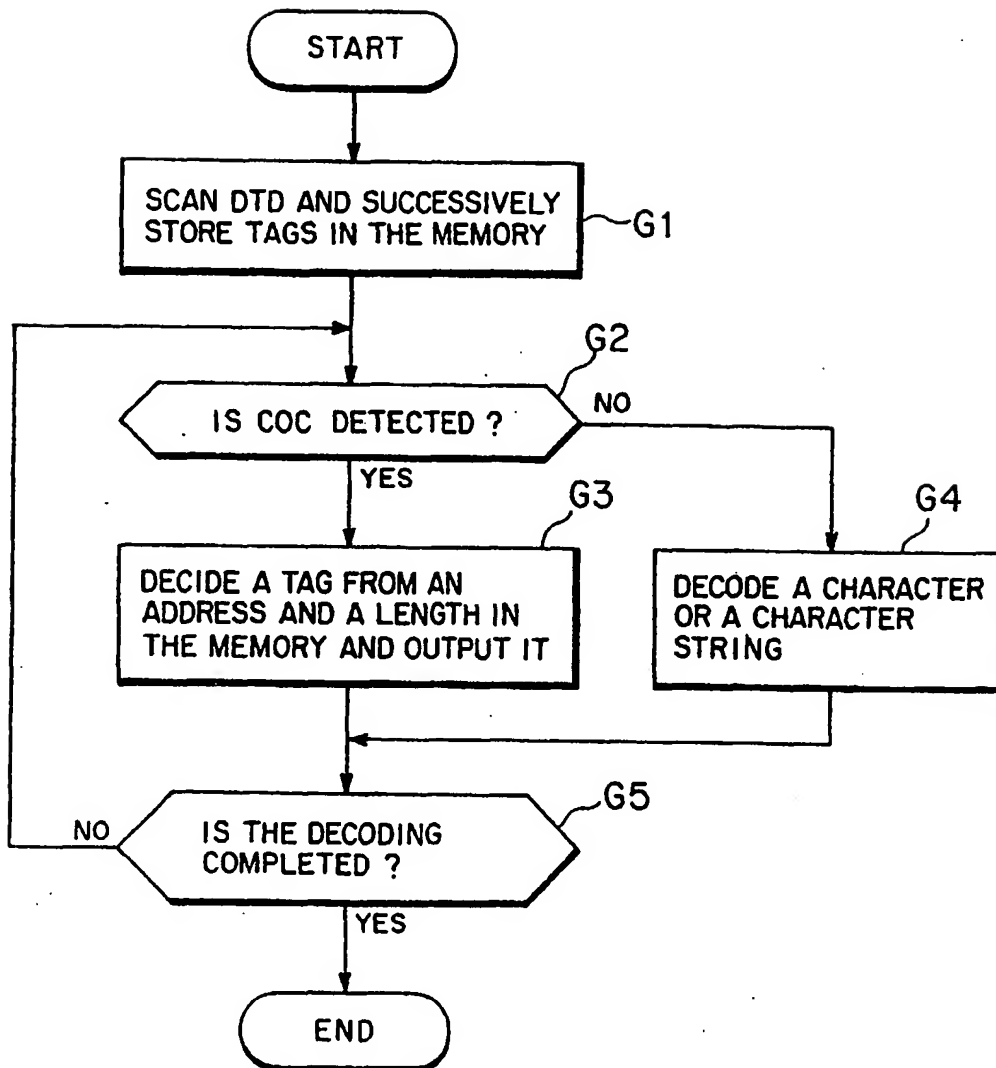 START
SCAN DTD AND SUCCESSIVELY
STORE TAGS IN THE MEMORY
G1
G2
IS COC DETECTED ?
NO
YES
G3
G4
DECIDE A TAG FROM AN
ADDRESS AND A LENGTH IN
THE MEMORY AND OUTPUT IT
DECODE A CHARACTER
OR A CHARACTER
STRING
G5
NO
IS THE DECODING
COMPLETED ?
YES
END